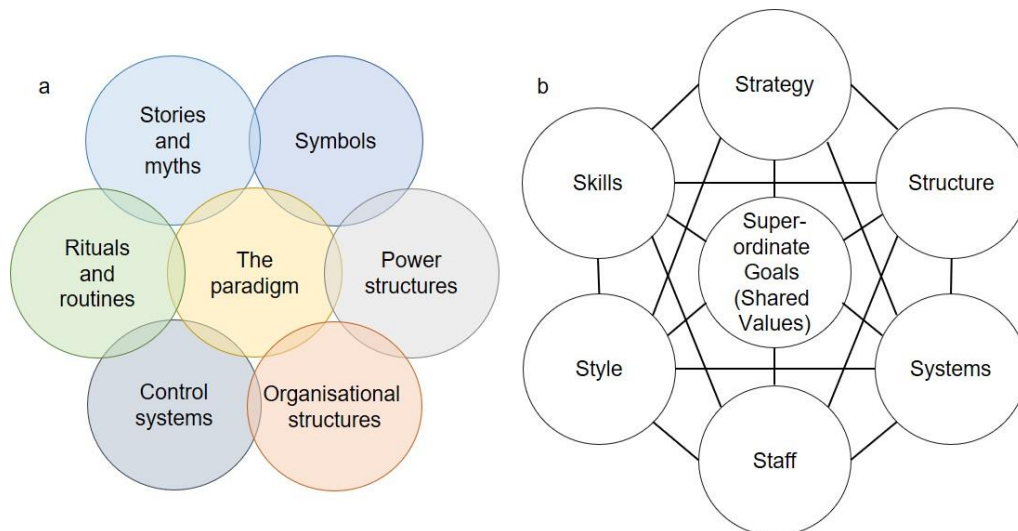 a
Stories
and
myths
Symbols
Rituals
and
routines
The
paradigm
Power
structures
Control
systems
Organisational
structures
b
Strategy
Skills
Structure
Super-
ordinate
Goals
(Shared
Values)
Style
Systems
Staff